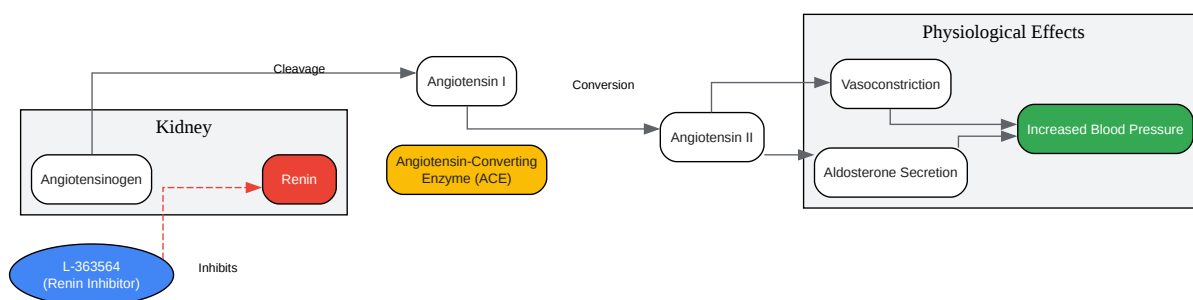 Physiological Effects
Cleavage
Angiotensin I
Conversion
Vasoconstriction
Kidney
Increased Blood Pressure
Angiotensin II
Angiotensinogen
Renin
Angiotensin-Converting
Enzyme (ACE)
Aldosterone Secretion
L-363564
(Renin Inhibitor)
Inhibits